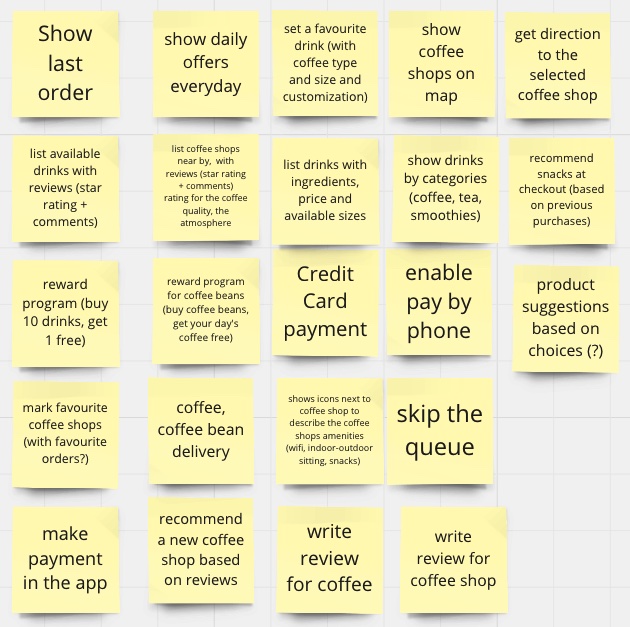 Show
last
order
show daily
offers
everyday
set a favourite
drink (with
coffee type
and size and
customization)
show
coffee
shops on
map
get direction
to the
selected
coffee shop
list available
drinks with
reviews (star
rating +
comments)
list coffee shops
near by,  with
reviews (star rating
+ comments)
rating for the coffee
quality, the
atmosphere
list drinks with
ingredients,
price and
available sizes
show drinks
by categories
(coffee, tea,
smoothies)
recommend
snacks at
checkout (based
on previous
purchases)
reward
program (buy
10 drinks, get
1 free)
reward program
for coffee beans
(buy coffee beans,
get your day's
coffee free)
Credit
Card
payment
enable
pay by
phone
product
suggestions
based on
choices (?)
mark favourite
coffee shops
(with favourite
orders?)
coffee,
coffee bean
delivery
shows icons next to
coffee shop to
describe the coffee
shops amenities
(wifi, indoor-outdoor
sitting, snacks)
skip the
queue
make
payment
in the app
recommend
a new coffee
shop based
on reviews
write
review
for coffee
write
review for
coffee shop